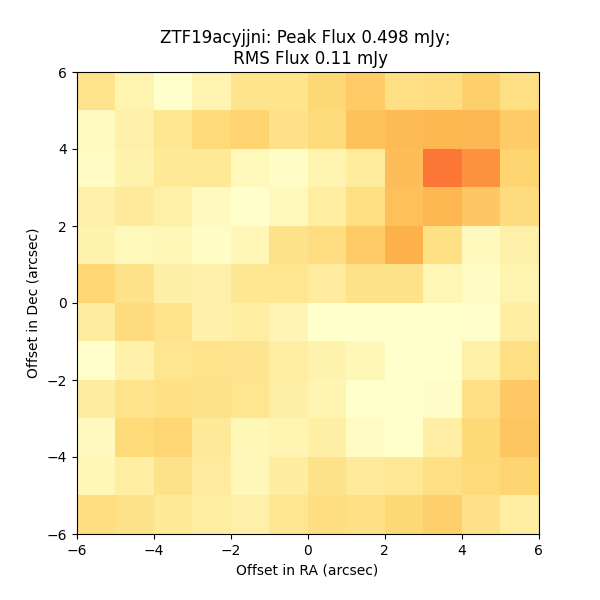 ZTF19acyjjni: Peak Flux 0.498 mJy;
RMS Flux 0.11 mJy
6
4
2
0
−2
−4
−6
Offset in Dec (arcsec)
−6 −4 −2 0 2 4 6
Offset in RA (arcsec)